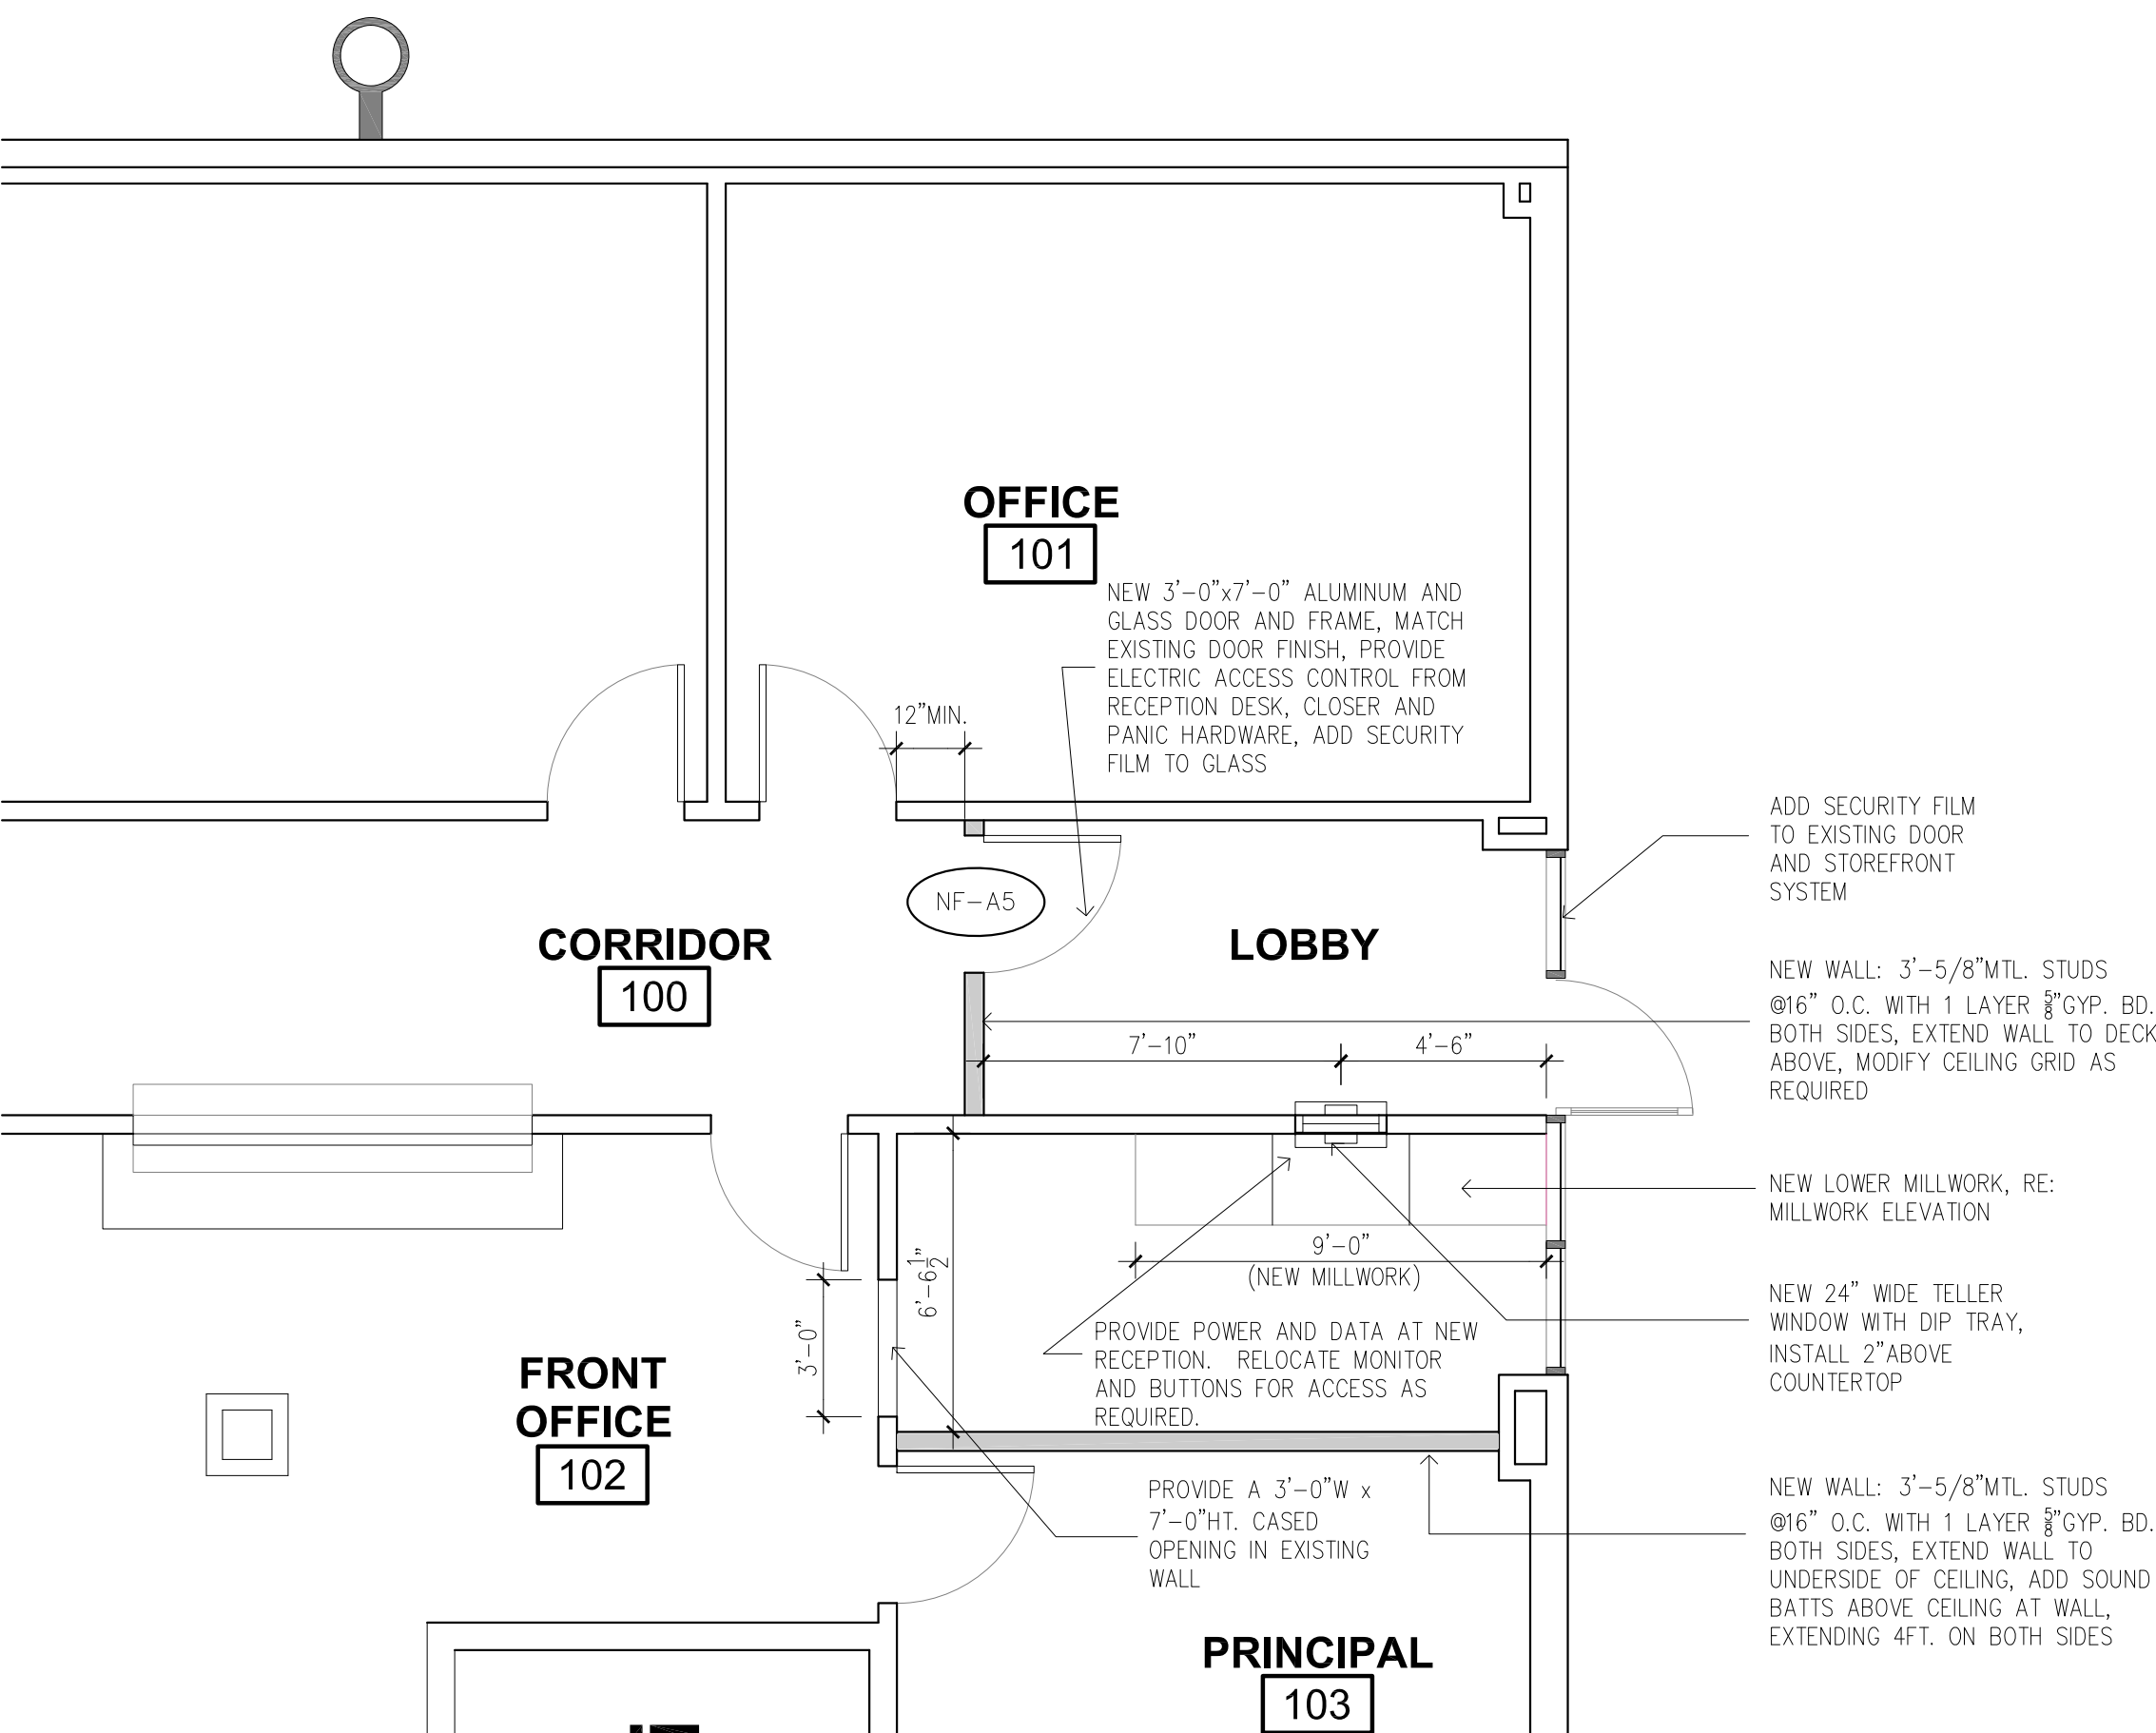 OFFICE
101
NEW 3'-0"x7'-0" ALUMINUM AND
GLASS DOOR AND FRAME, MATCH
EXISTING DOOR FINISH, PROVIDE
ELECTRIC ACCESS CONTROL FROM
RECEPTION DESK, CLOSER AND
PANIC HARDWARE, ADD SECURITY
FILM TO GLASS
12"MIN.
ADD SECURITY FILM
TO EXISTING DOOR
AND STOREFRONT
SYSTEM
NF-A5
CORRIDOR
100
LOBBY
NEW WALL: 3'-5/8"MTL. STUDS
@16" O.C. WITH 1 LAYER 5/8"GYP. BD.
BOTH SIDES, EXTEND WALL TO DECK
ABOVE, MODIFY CEILING GRID AS
REQUIRED
7'-10"
4'-6"
NEW LOWER MILLWORK, RE:
MILLWORK ELEVATION
9'-0"
(NEW MILLWORK)
6'-6 1/2"
3'-0"
NEW 24" WIDE TELLER
WINDOW WITH DIP TRAY,
INSTALL 2"ABOVE
COUNTERTOP
PROVIDE POWER AND DATA AT NEW
RECEPTION. RELOCATE MONITOR
AND BUTTONS FOR ACCESS AS
REQUIRED.
FRONT
OFFICE
102
PROVIDE A 3'-0"W x
7'-0"HT. CASED
OPENING IN EXISTING
WALL
NEW WALL: 3'-5/8"MTL. STUDS
@16" O.C. WITH 1 LAYER 5/8"GYP. BD.
BOTH SIDES, EXTEND WALL TO
UNDERSIDE OF CEILING, ADD SOUND
BATTS ABOVE CEILING AT WALL,
EXTENDING 4FT. ON BOTH SIDES
PRINCIPAL
103